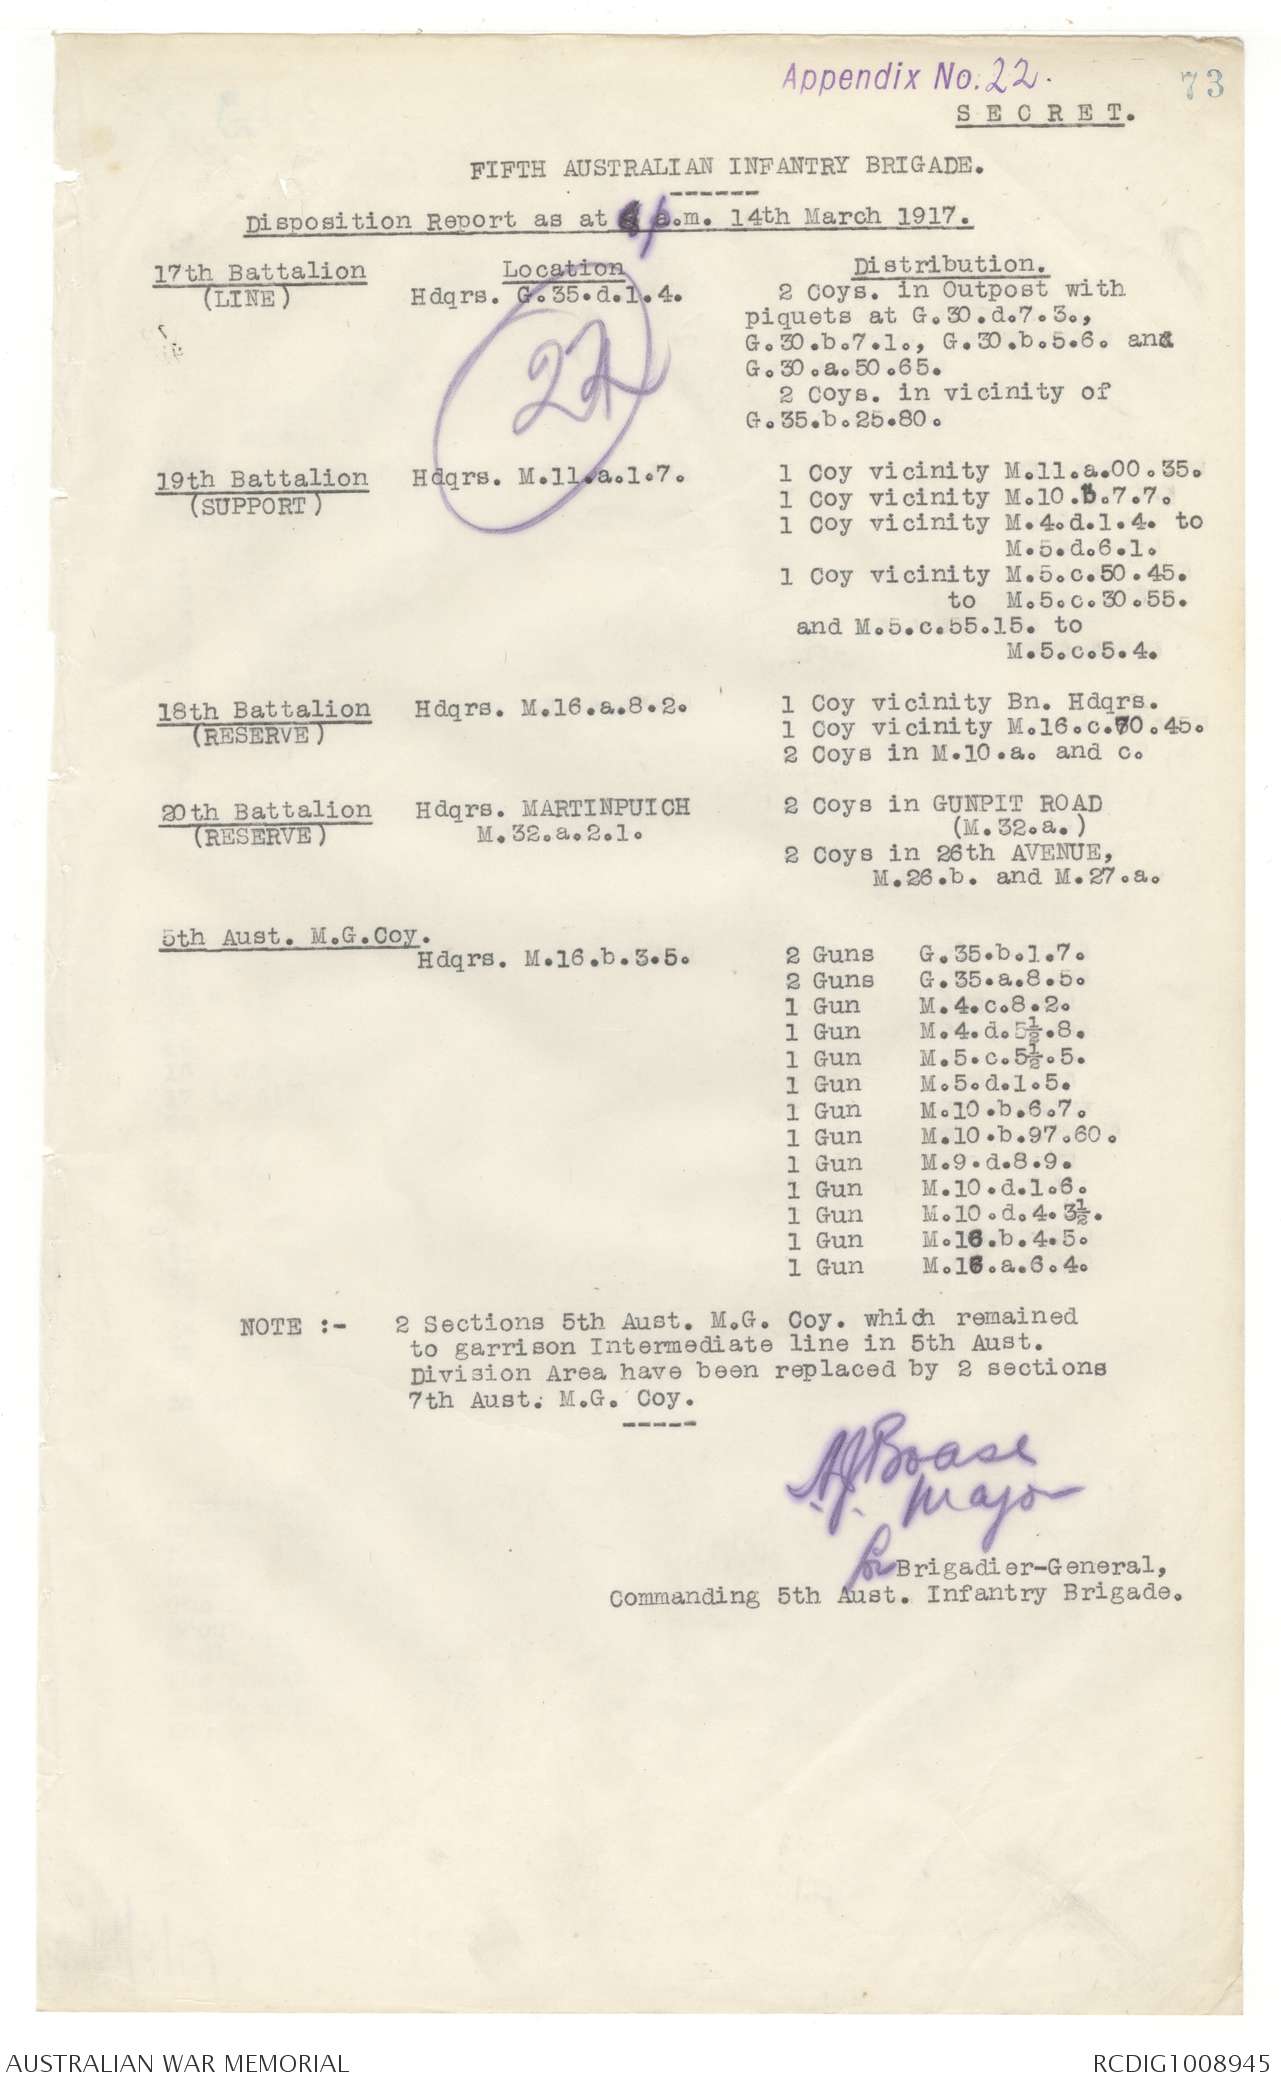 Appendix No. 22.
73
SECRET.
FIFTH AUSTRALIAN INFANTRY BRIGADE.
Disposition Report as at p.m. 14th March 1917.
17th Battalion Location Distribution.
(LINE) Hdqrs. G.35.d.1.4. 2 Coys. in Outpost with
piquets at G.30.d.7.3.,
G.30.b.7.1., G.30.b.5.6. and
G.30.a.50.65.
2 Coys. in vicinity of
G.35.b.25.80.
22
19th Battalion Hdqrs. M.11.a.1.7. 1 Coy vicinity M.11.a.00.35.
(SUPPORT) 1 Coy vicinity M.10.b.7.7.
1 Coy vicinity M.4.d.1.4. to
M.5.d.6.1.
1 Coy vicinity M.5.c.50.45.
to M.5.c.30.55.
and M.5.c.55.15. to
M.5.c.5.4.
18th Battalion Hdqrs. M.16.a.8.2. 1 Coy vicinity Bn. Hdqrs.
(RESERVE) 1 Coy vicinity M.16.c.70.45.
2 Coys in M.10.a. and c.
20th Battalion Hdqrs. MARTINPUICH 2 Coys in GUNPIT ROAD
(RESERVE) M.32.a.2.1. (M.32.a.)
2 Coys in 26th AVENUE,
M.26.b. and M.27.a.
5th Aust. M.G.Coy.
Hdqrs. M.16.b.3.5. 2 Guns G.35.b.1.7.
2 Guns G.35.a.8.5.
1 Gun M.4.c.8.2.
1 Gun M.4.d.5½.8.
1 Gun M.5.c.5½.5.
1 Gun M.5.d.1.5.
1 Gun M.10.b.6.7.
1 Gun M.10.b.97.60.
1 Gun M.9.d.8.9.
1 Gun M.10.d.1.6.
1 Gun M.10.d.4.3½.
1 Gun M.16.b.4.5.
1 Gun M.16.a.6.4.
NOTE :- 2 Sections 5th Aust. M.G. Coy. which remained
to garrison Intermediate line in 5th Aust.
Division Area have been replaced by 2 sections
7th Aust. M.G. Coy.
A.J. Boase
Major
for Brigadier-General,
Commanding 5th Aust. Infantry Brigade.
AUSTRALIAN WAR MEMORIAL
RCDIG1008945